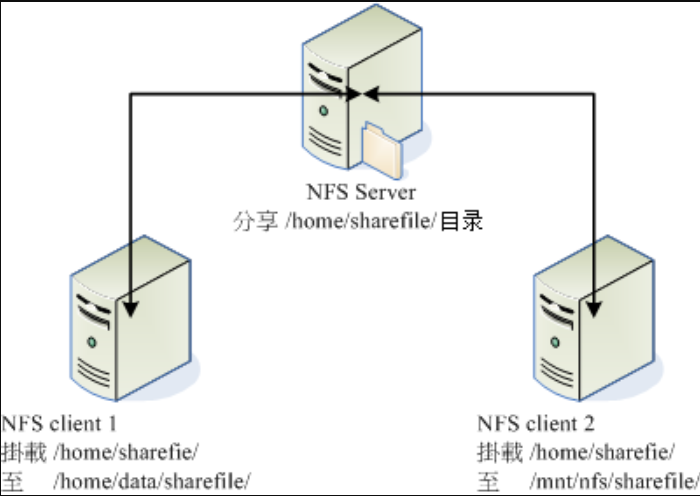 NFS Server
分享 /home/sharefile/目录
NFS client 1
掛載 /home/sharefie/
至 /home/data/sharefile/
NFS client 2
掛載 /home/sharefie/
至 /mnt/nfs/sharefile/